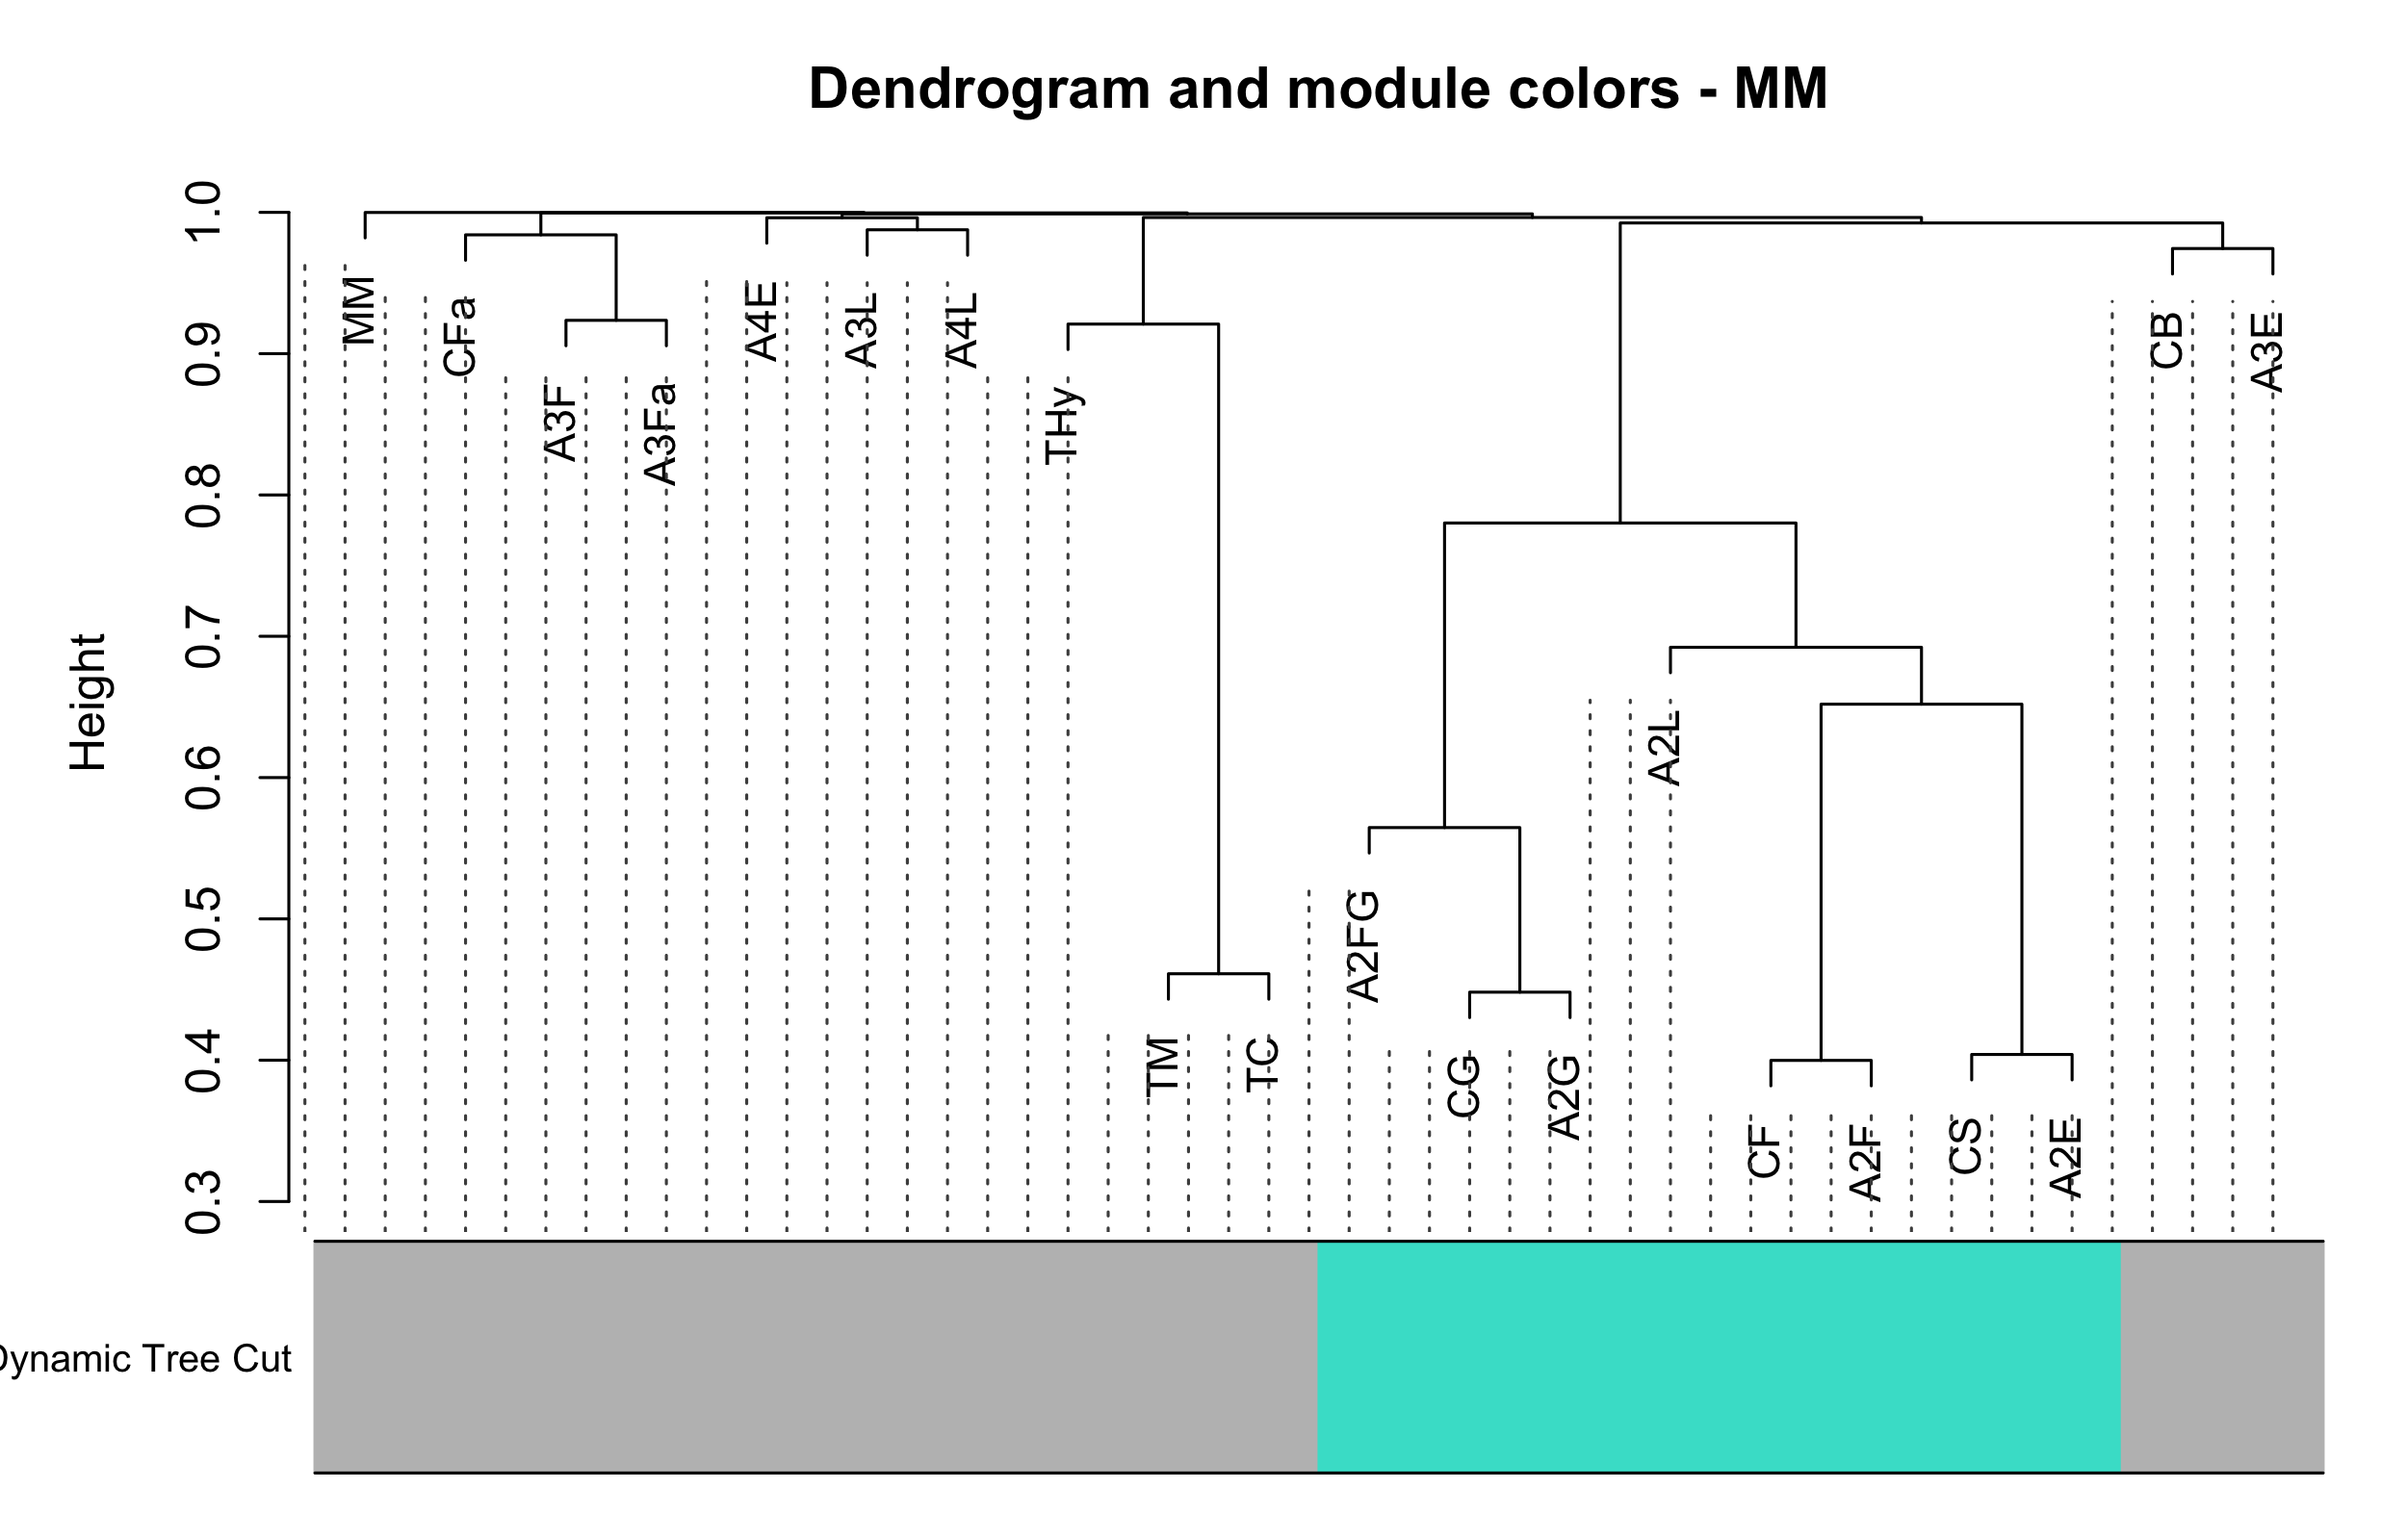 Dendrogram and module colors - MM
Height
1.0
0.9
0.8
0.7
0.6
0.5
0.4
0.3
MM
CFa
A3F
A3Fa
A4E
A3L
A4L
THy
TM
TC
A2FG
CG
A2G
A2L
CF
A2F
CS
A2E
CB
A3E
Dynamic Tree Cut